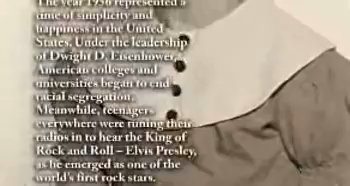 The year 1956 represented a
time of simplicity and
happiness in the United
States. Under the leadership
of Dwight D. Eisenhower,
American colleges and
universities began to end
racial segregation.
Meanwhile, teenagers
everywhere were tuning their
radios in to hear the King of
Rock and Roll – Elvis Presley,
as he emerged as one of the
world's first rock stars.